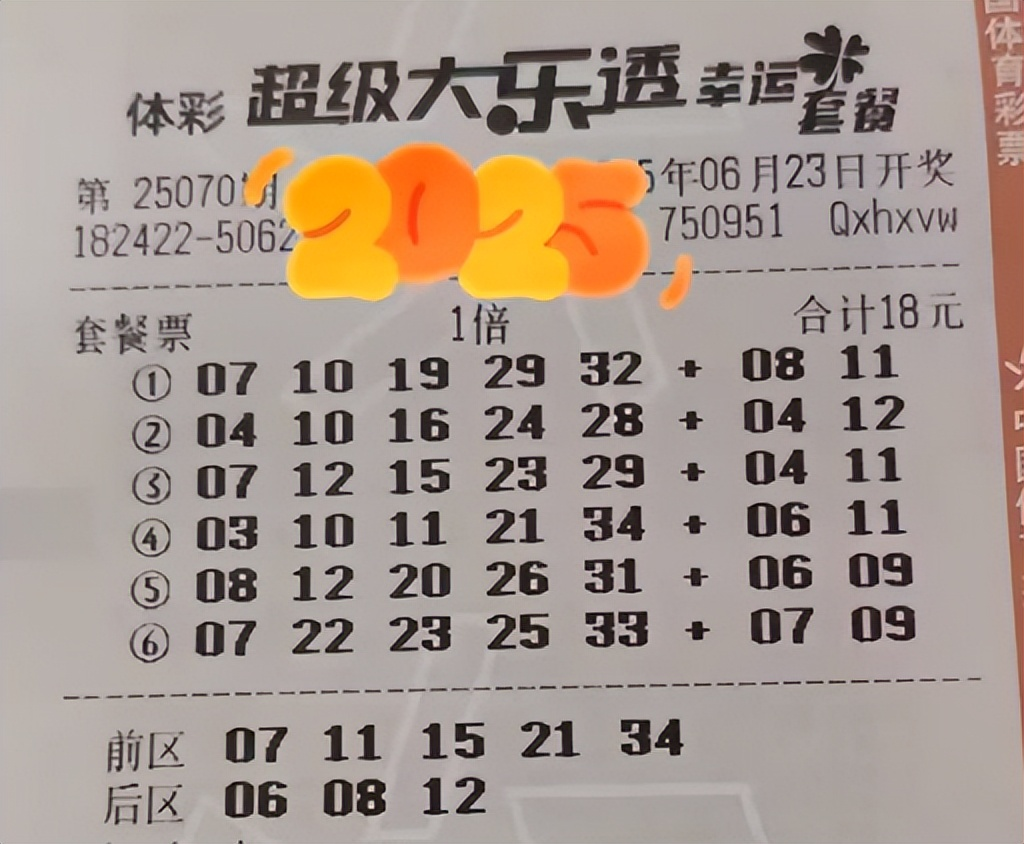 体彩 超级大乐透 幸运套餐
第 25070期 5年06月23日开奖
182422-5062 750951 Qxhxvw
2025
套餐票 1倍 合计18元
① 07 10 19 29 32 + 08 11
② 04 10 16 24 28 + 04 12
③ 07 12 15 23 29 + 04 11
④ 03 10 11 21 34 + 06 11
⑤ 08 12 20 26 31 + 06 09
⑥ 07 22 23 25 33 + 07 09
前区 07 11 15 21 34
后区 06 08 12
国体育彩票
中国体